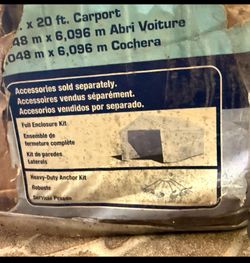 x 20 ft. Carport
48 m x 6,096 m Abri Voiture
,048 m x 6,096 m Cochera
Accessories sold separately.
Accessoires vendus séparément.
Accesorios vendidos por separado.
Full Enclosure Kit
Ensemble de
fermeture complète
Kit de paredes
Laterels
Heavy-Duty Anchor Kit
Robuste
Servicio Pesado